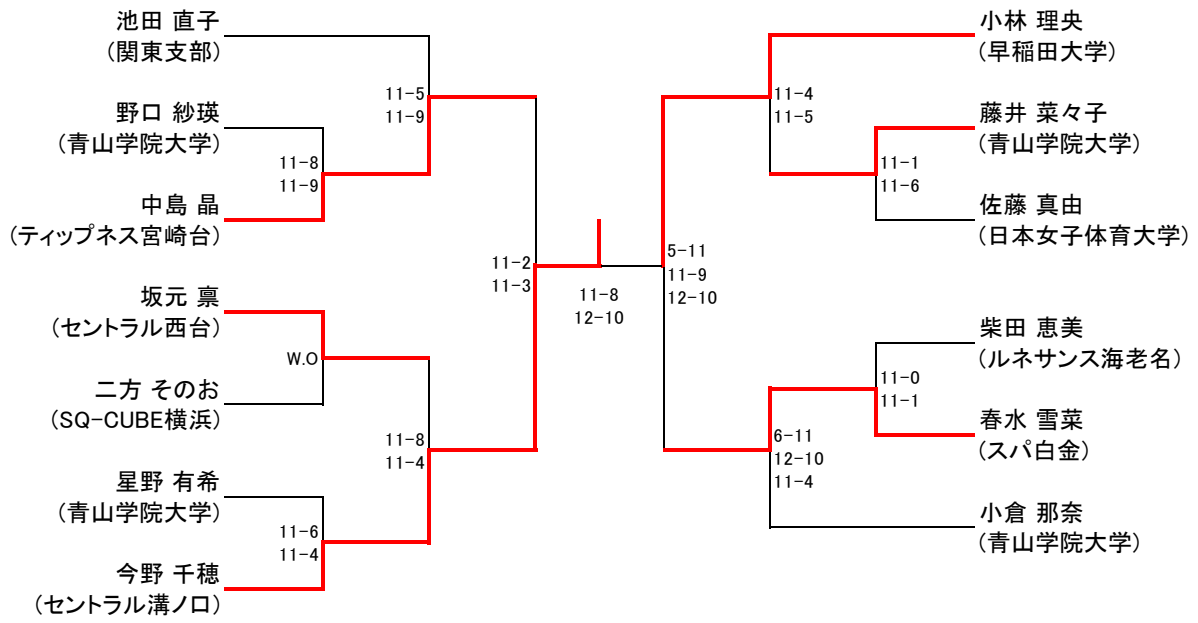 池田 直子
(関東支部)
野口 紗瑛
(青山学院大学)
中島 晶
(ティップネス宮崎台)
坂元 凛
(セントラル西台)
二方 そのお
(SQ-CUBE横浜)
星野 有希
(青山学院大学)
今野 千穂
(セントラル溝ノ口)
11-8
11-9
W.O
11-6
11-4
11-5
11-9
11-8
11-4
11-2
11-3
11-8
12-10
5-11
11-9
12-10
11-4
11-5
6-11
12-10
11-4
11-1
11-6
11-0
11-1
小林 理央
(早稲田大学)
藤井 菜々子
(青山学院大学)
佐藤 真由
(日本女子体育大学)
柴田 恵美
(ルネサンス海老名)
春水 雪菜
(スパ白金)
小倉 那奈
(青山学院大学)